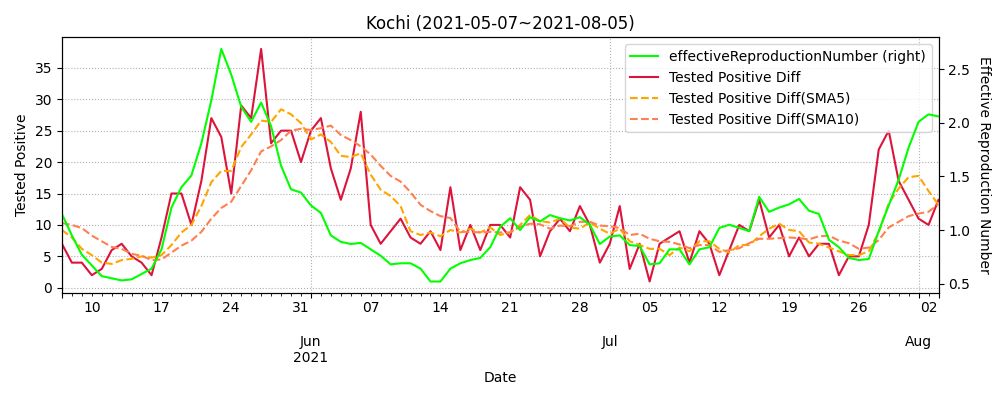 Kochi (2021-05-07~2021-08-05)
effectiveReproductionNumber (right)
Tested Positive Diff
Tested Positive Diff(SMA5)
Tested Positive Diff(SMA10)
Tested Positive
35
30
25
20
15
10
5
0
Effective Reproduction Number
2.5
2.0
1.5
1.0
0.5
10 17 24 31 07 14 21 28 05 12 19 26 02
Jun Jul Aug
2021
Date